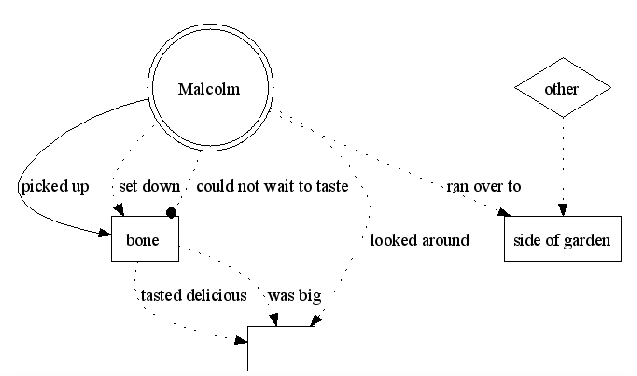 Malcolm
other
picked up
set down
could not wait to taste
ran over to
bone
looked around
side of garden
tasted delicious
was big